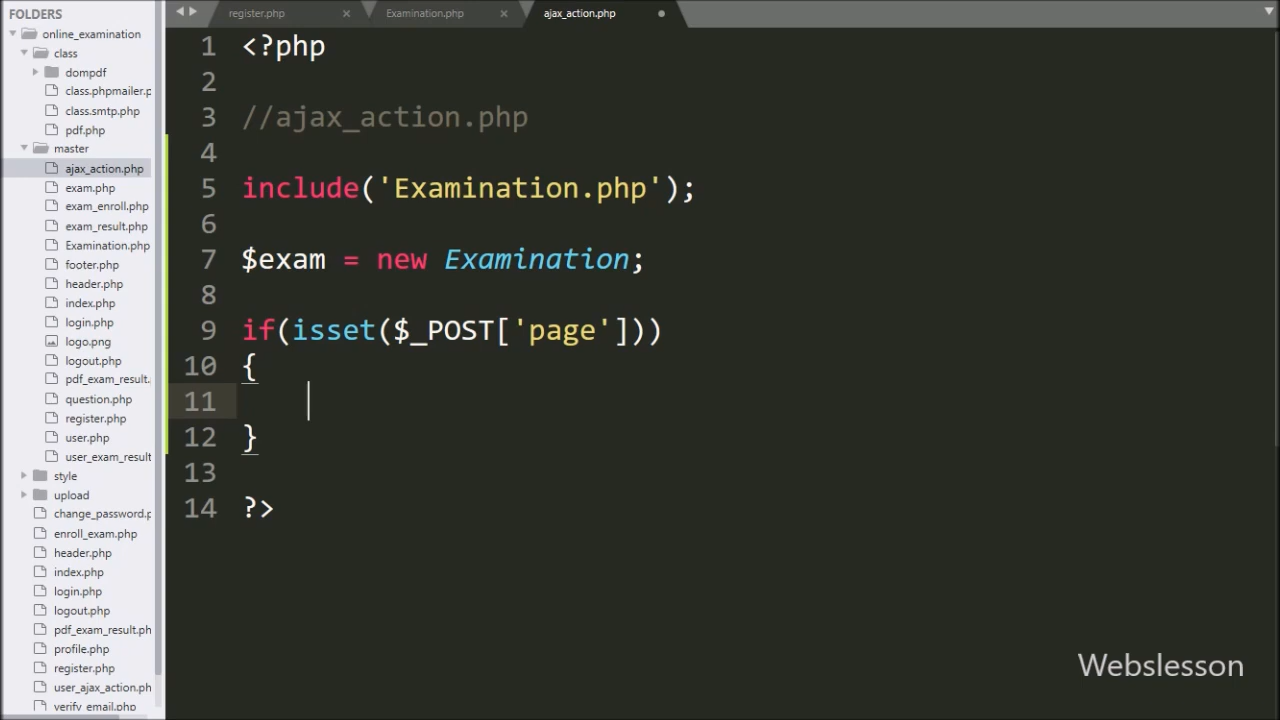 FOLDERS
online_examination
class
dompdf
class.phpmailer.p
class.smtp.php
pdf.php
master
ajax_action.php
exam.php
exam_enroll.php
exam_result.php
Examination.php
footer.php
header.php
index.php
login.php
logo.png
logout.php
pdf_exam_result.
question.php
register.php
user.php
user_exam_result
style
upload
change_password.p
enroll_exam.php
header.php
index.php
login.php
logout.php
pdf_exam_result.ph
profile.php
register.php
user_ajax_action.ph
verify_email.php
register.php × Examination.php × ajax_action.php
1 <?php
2
3 //ajax_action.php
4
5 include('Examination.php');
6
7 $exam = new Examination;
8
9 if(isset($_POST['page']))
10 {
11
12 }
13
14 ?>
Webslesson